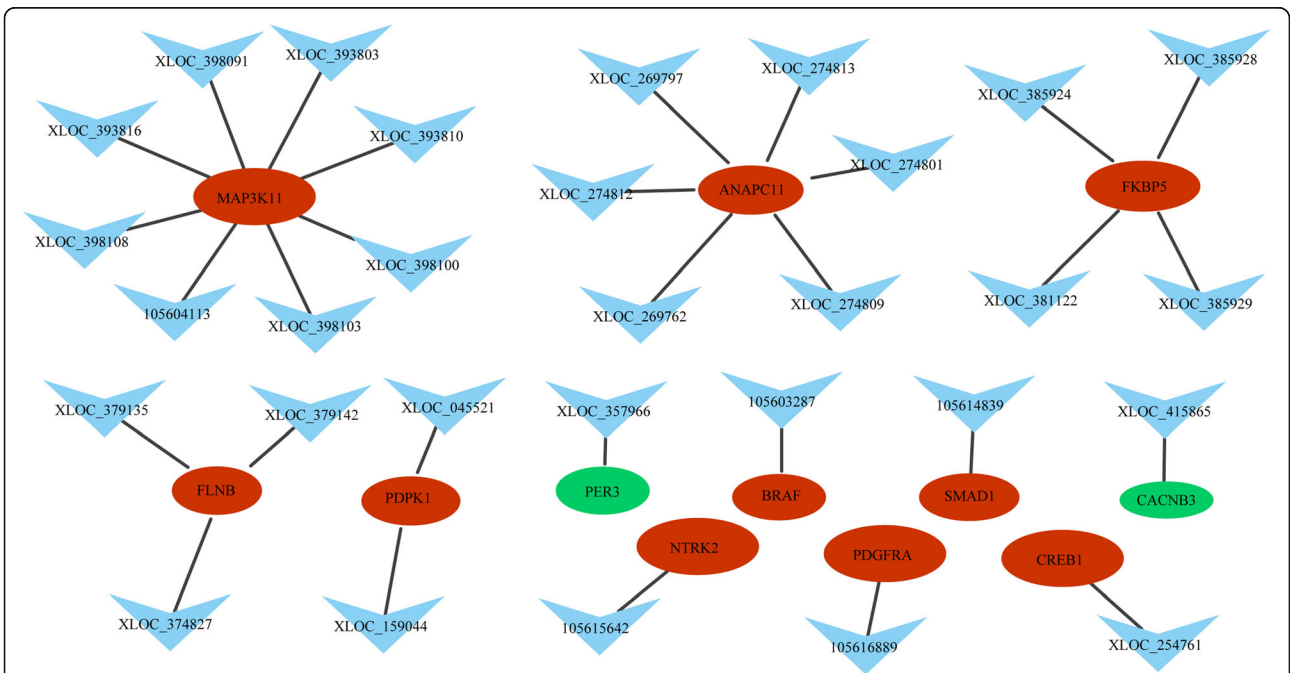 XLOC_398091
XLOC_393803
XLOC_393816
XLOC_393810
MAP3K11
XLOC_398108
XLOC_398100
105604113
XLOC_398103
XLOC_269797
XLOC_274813
XLOC_274801
XLOC_274812
ANAPC11
XLOC_269762
XLOC_274809
XLOC_385928
XLOC_385924
FKBP5
XLOC_381122
XLOC_385929
XLOC_379135
XLOC_379142
FLNB
XLOC_374827
XLOC_045521
PDPK1
XLOC_159044
XLOC_357966
PER3
105603287
BRAF
105614839
SMAD1
XLOC_415865
CACNB3
NTRK2
105615642
PDGFRA
105616889
CREB1
XLOC_254761